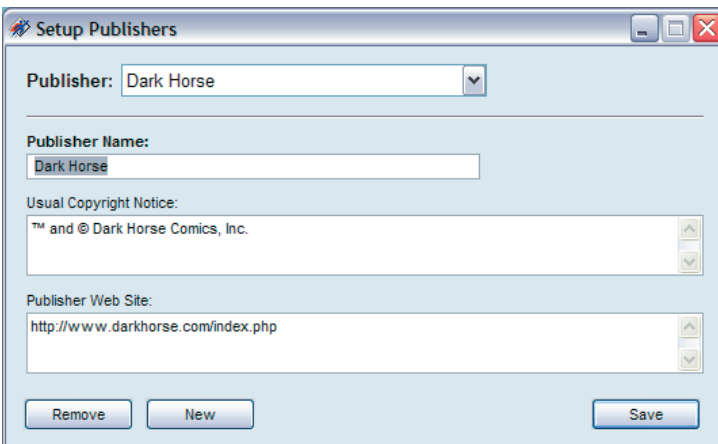 Setup Publishers
Publisher: Dark Horse
Publisher Name:
Dark Horse
Usual Copyright Notice:
™ and © Dark Horse Comics, Inc.
Publisher Web Site:
http://www.darkhorse.com/index.php
Remove New Save